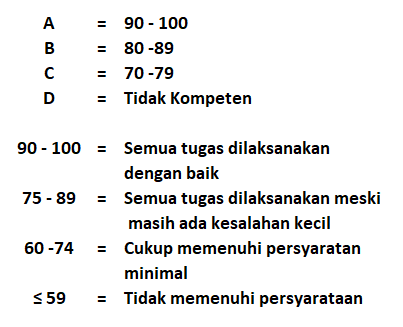 A = 90 - 100
B = 80 -89
C = 70 -79
D = Tidak Kompeten
90 - 100 = Semua tugas dilaksanakan
dengan baik
75 - 89 = Semua tugas dilaksanakan meski
masih ada kesalahan kecil
60 -74 = Cukup memenuhi persyaratan
minimal
≤ 59 = Tidak memenuhi persyarataan